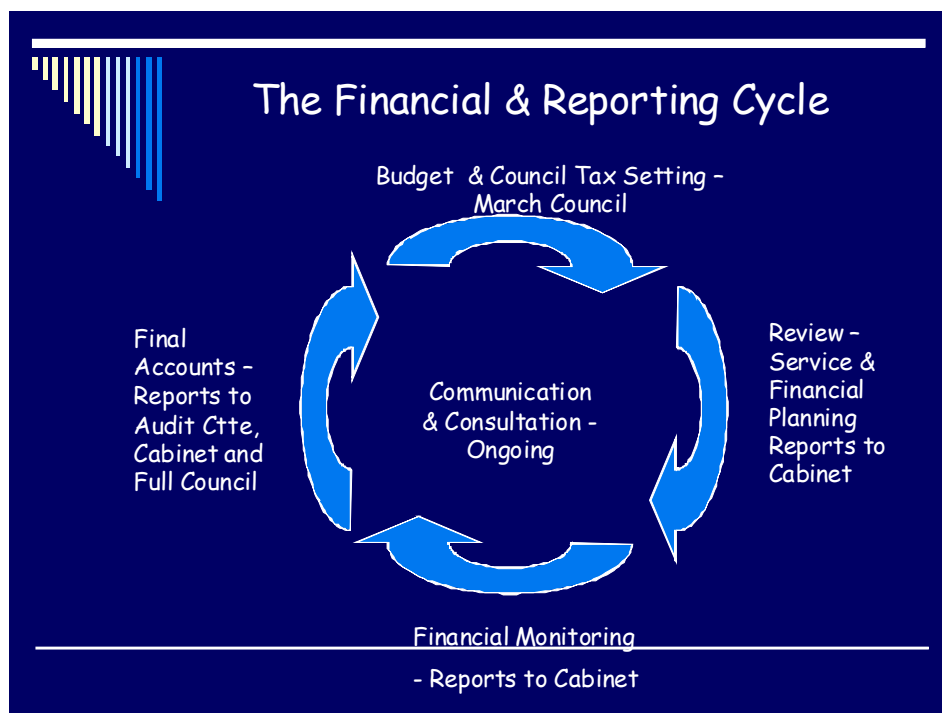 The Financial & Reporting Cycle
Budget & Council Tax Setting –
March Council
Final
Accounts –
Reports to
Audit Ctte,
Cabinet and
Full Council
Communication
& Consultation -
Ongoing
Review –
Service &
Financial
Planning
Reports to
Cabinet
Financial Monitoring
- Reports to Cabinet